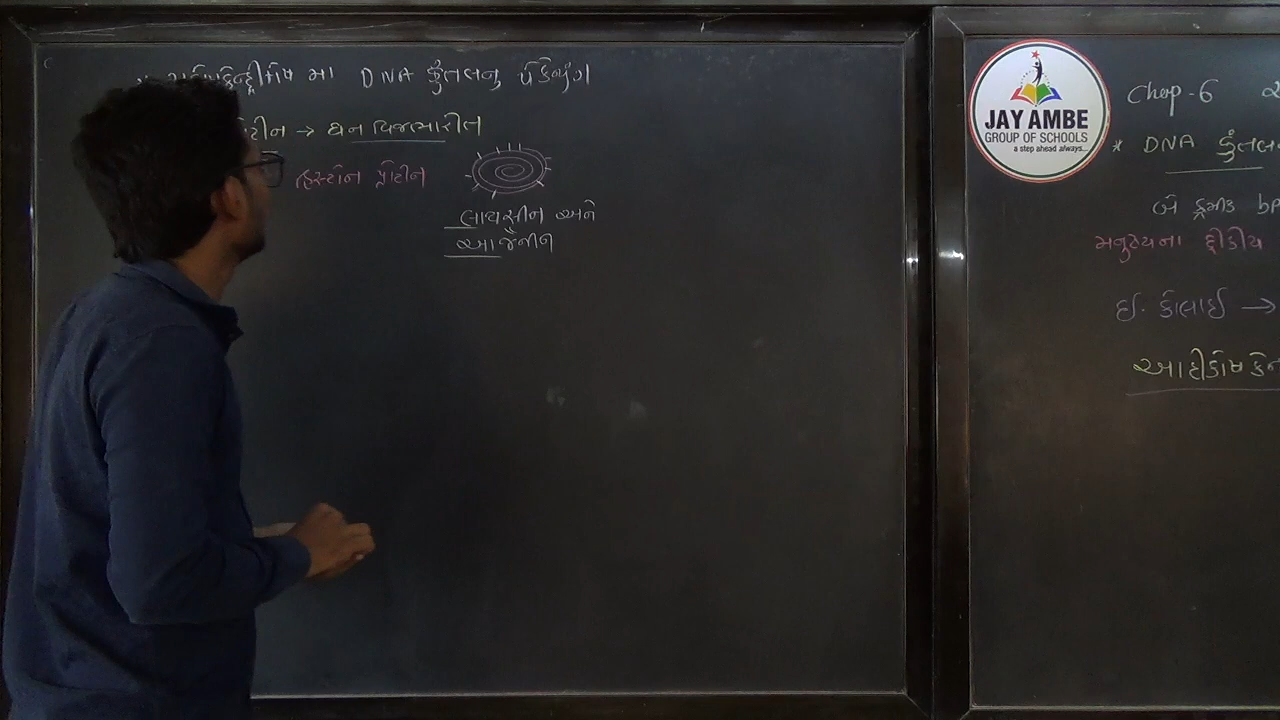 મા DNA કુંતલનુ પેકેજીંગ
→ ધન વિજભારીત
હિસ્ટોન પ્રોટીન
લાયસીન અને
આર્જીનીન
JAY AMBE
GROUP OF SCHOOLS
a step ahead always...
Chap-6
* DNA કુંતલન
બે ક્રમીક bp
મનુષ્યના દ્વીકીય
ઈ. કોલાઈ →
આદીકોષકેન